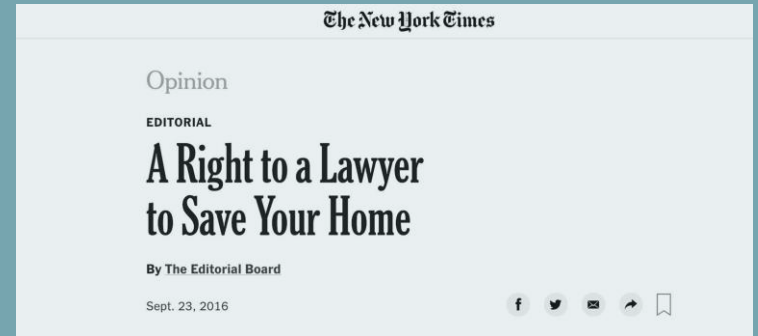 The New York Times
Opinion
EDITORIAL
A Right to a Lawyer
to Save Your Home
By The Editorial Board
Sept. 23, 2016